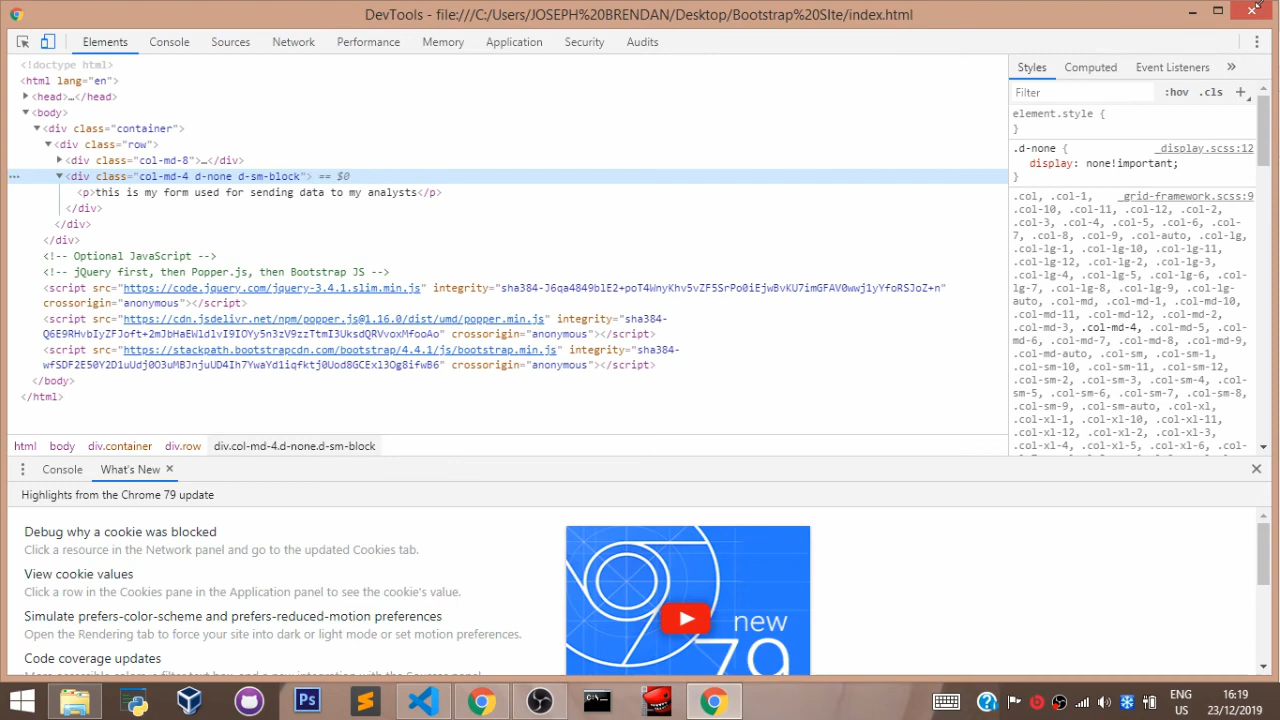 DevTools - file:///C:/Users/JOSEPH%20BRENDAN/Desktop/Bootstrap%20SIte/index.html
Elements Console Sources Network Performance Memory Application Security Audits
<!doctype html>
<html lang="en">
<head>…</head>
<body>
<div class="container">
<div class="row">
<div class="col-md-8">…</div>
<div class="col-md-4 d-none d-sm-block"> == $0
<p>this is my form used for sending data to my analysts</p>
</div>
</div>
</div>
<!-- Optional JavaScript -->
<!-- jQuery first, then Popper.js, then Bootstrap JS -->
<script src="https://code.jquery.com/jquery-3.4.1.slim.min.js" integrity="sha384-J6qa4849blE2+poT4WnyKhv5vZF5SrPo0iEjwBvKU7imGFAV0wwj1yYfoRSJoZ+n"
crossorigin="anonymous"></script>
<script src="https://cdn.jsdelivr.net/npm/popper.js@1.16.0/dist/umd/popper.min.js" integrity="sha384-
Q6E9RHvbIyZFJoft+2mJbHaEWldlvI9IOYy5n3zV9zzTtmI3UksdQRVvoxMfooAo" crossorigin="anonymous"></script>
<script src="https://stackpath.bootstrapcdn.com/bootstrap/4.4.1/js/bootstrap.min.js" integrity="sha384-
wfSDF2E50Y2D1uUdj0O3uMBJnjuUD4Ih7YwaYd1iqfktj0Uod8GCExl3Og8ifwB6" crossorigin="anonymous"></script>
</body>
</html>
html body div.container div.row div.col-md-4.d-none.d-sm-block
Styles Computed Event Listeners »
Filter :hov .cls +
element.style {
}
.d-none { _display.scss:12
display: none!important;
}
.col, .col-1, _grid-framework.scss:9
.col-10, .col-11, .col-12, .col-2,
.col-3, .col-4, .col-5, .col-6, .col-
7, .col-8, .col-9, .col-auto, .col-lg,
.col-lg-1, .col-lg-10, .col-lg-11,
.col-lg-12, .col-lg-2, .col-lg-3,
.col-lg-4, .col-lg-5, .col-lg-6, .col-
lg-7, .col-lg-8, .col-lg-9, .col-lg-
auto, .col-md, .col-md-1, .col-md-10,
.col-md-11, .col-md-12, .col-md-2,
.col-md-3, .col-md-4, .col-md-5, .col-
md-6, .col-md-7, .col-md-8, .col-md-9,
.col-md-auto, .col-sm, .col-sm-1,
.col-sm-10, .col-sm-11, .col-sm-12,
.col-sm-2, .col-sm-3, .col-sm-4, .col-
sm-5, .col-sm-6, .col-sm-7, .col-sm-8,
.col-sm-9, .col-sm-auto, .col-xl,
.col-xl-1, .col-xl-10, .col-xl-11,
.col-xl-12, .col-xl-2, .col-xl-3,
.col-xl-4, .col-xl-5, .col-xl-6, .col-
Console What's New ×
Highlights from the Chrome 79 update
Debug why a cookie was blocked
Click a resource in the Network panel and go to the updated Cookies tab.
View cookie values
Click a row in the Cookies pane in the Application panel to see the cookie's value.
Simulate prefers-color-scheme and prefers-reduced-motion preferences
Open the Rendering tab to force your site into dark or light mode or set motion preferences.
Code coverage updates
new
79
Ps
ENG
US
16:19
23/12/2019